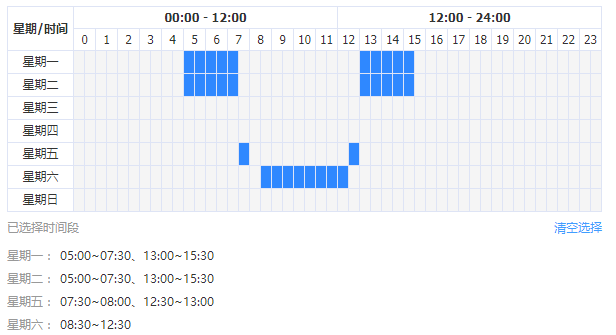 星期/时间 00:00 - 12:00 12:00 - 24:00
0 1 2 3 4 5 6 7 8 9 10 11 12 13 14 15 16 17 18 19 20 21 22 23
星期一
星期二
星期三
星期四
星期五
星期六
星期日
已选择时间段 清空选择
星期一： 05:00~07:30、13:00~15:30
星期二： 05:00~07:30、13:00~15:30
星期五： 07:30~08:00、12:30~13:00
星期六： 08:30~12:30